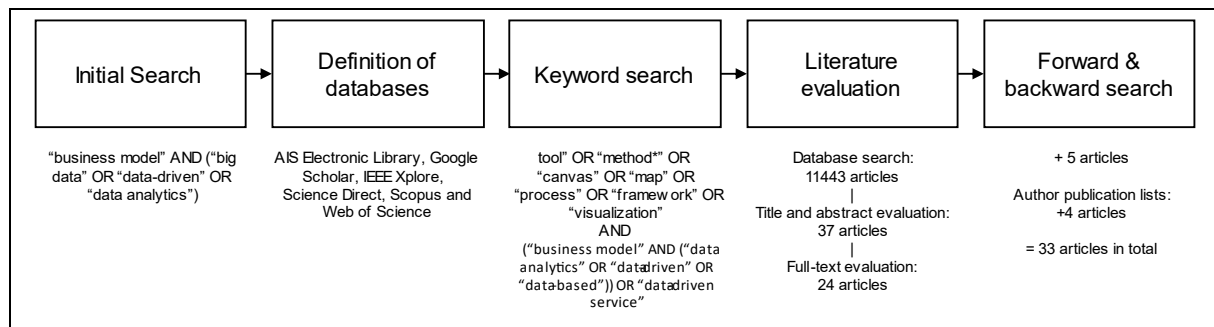 Initial Search
Definition of
databases
Keyword search
Literature
evaluation
Forward &
backward search
“business model” AND (“big
data” OR “data-driven” OR
“data analytics”)
AIS Electronic Library, Google
Scholar, IEEE Xplore,
Science Direct, Scopus and
Web of Science
tool” OR “method*” OR
“canvas” OR “map” OR
“process” OR “framework” OR
“visualization”
AND
(“business model” AND (“data
analytics” OR “data-driven” OR
“data-based”)) OR “data-driven
service”
Database search:
11443 articles
|
Title and abstract evaluation:
37 articles
|
Full-text evaluation:
24 articles
+ 5 articles
Author publication lists:
+4 articles
= 33 articles in total